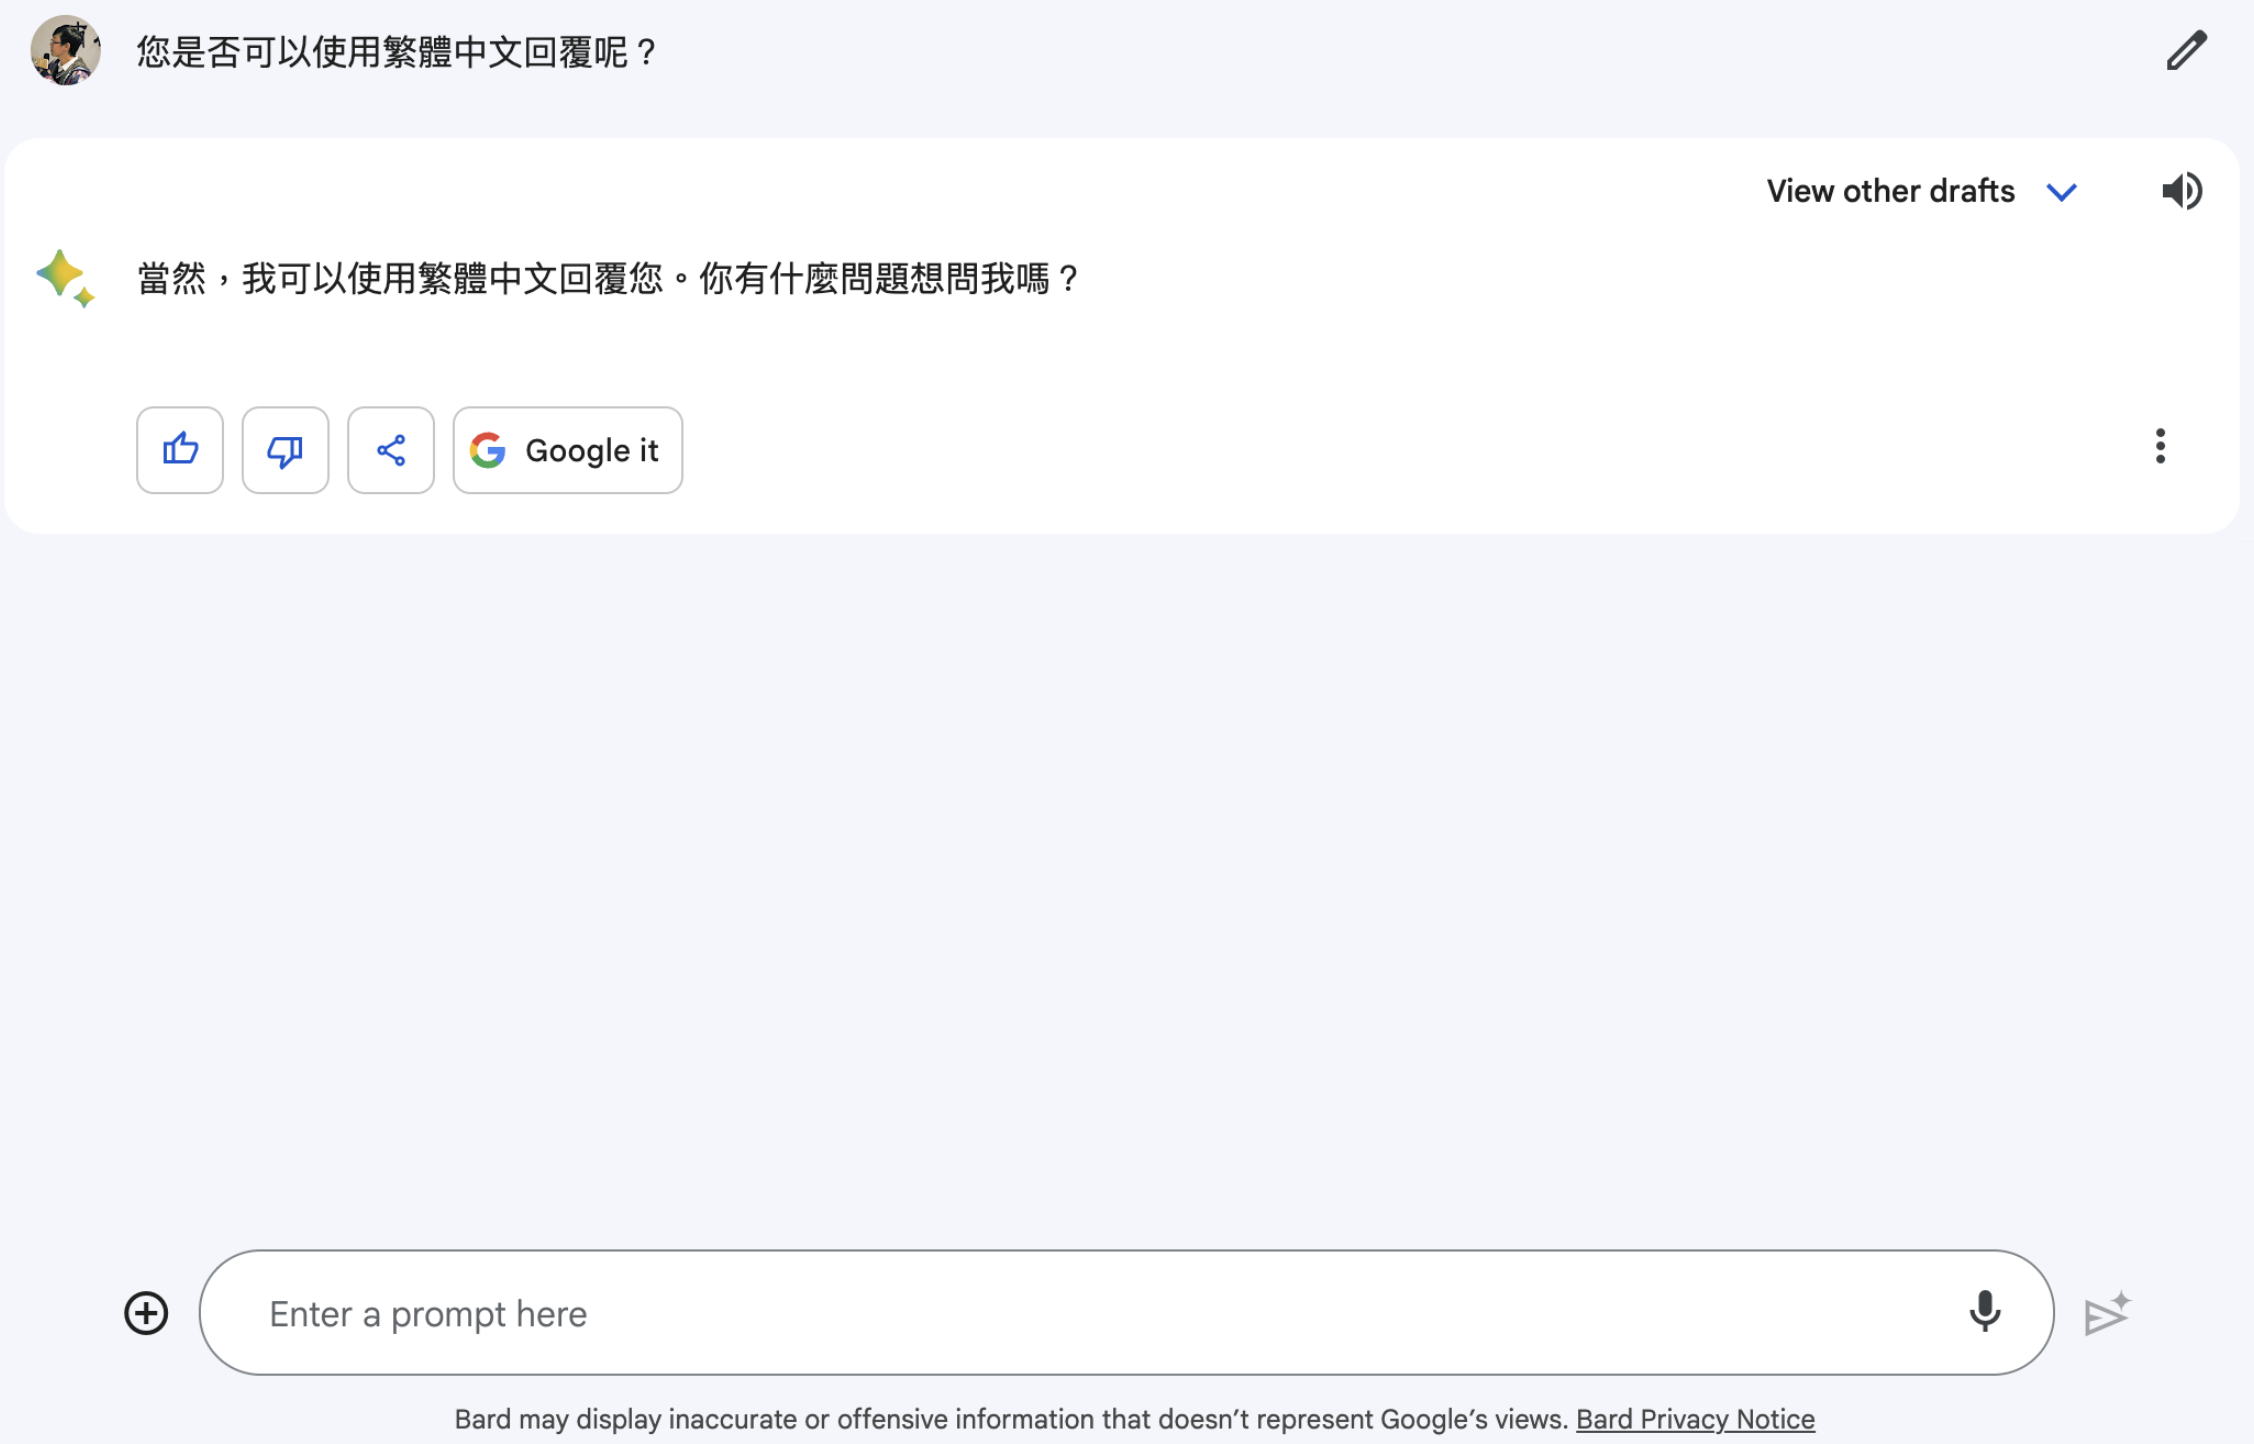 您是否可以使用繁體中文回覆呢？
View other drafts
當然，我可以使用繁體中文回覆您。你有什麼問題想問我嗎？
Google it
Enter a prompt here
Bard may display inaccurate or offensive information that doesn’t represent Google’s views. Bard Privacy Notice